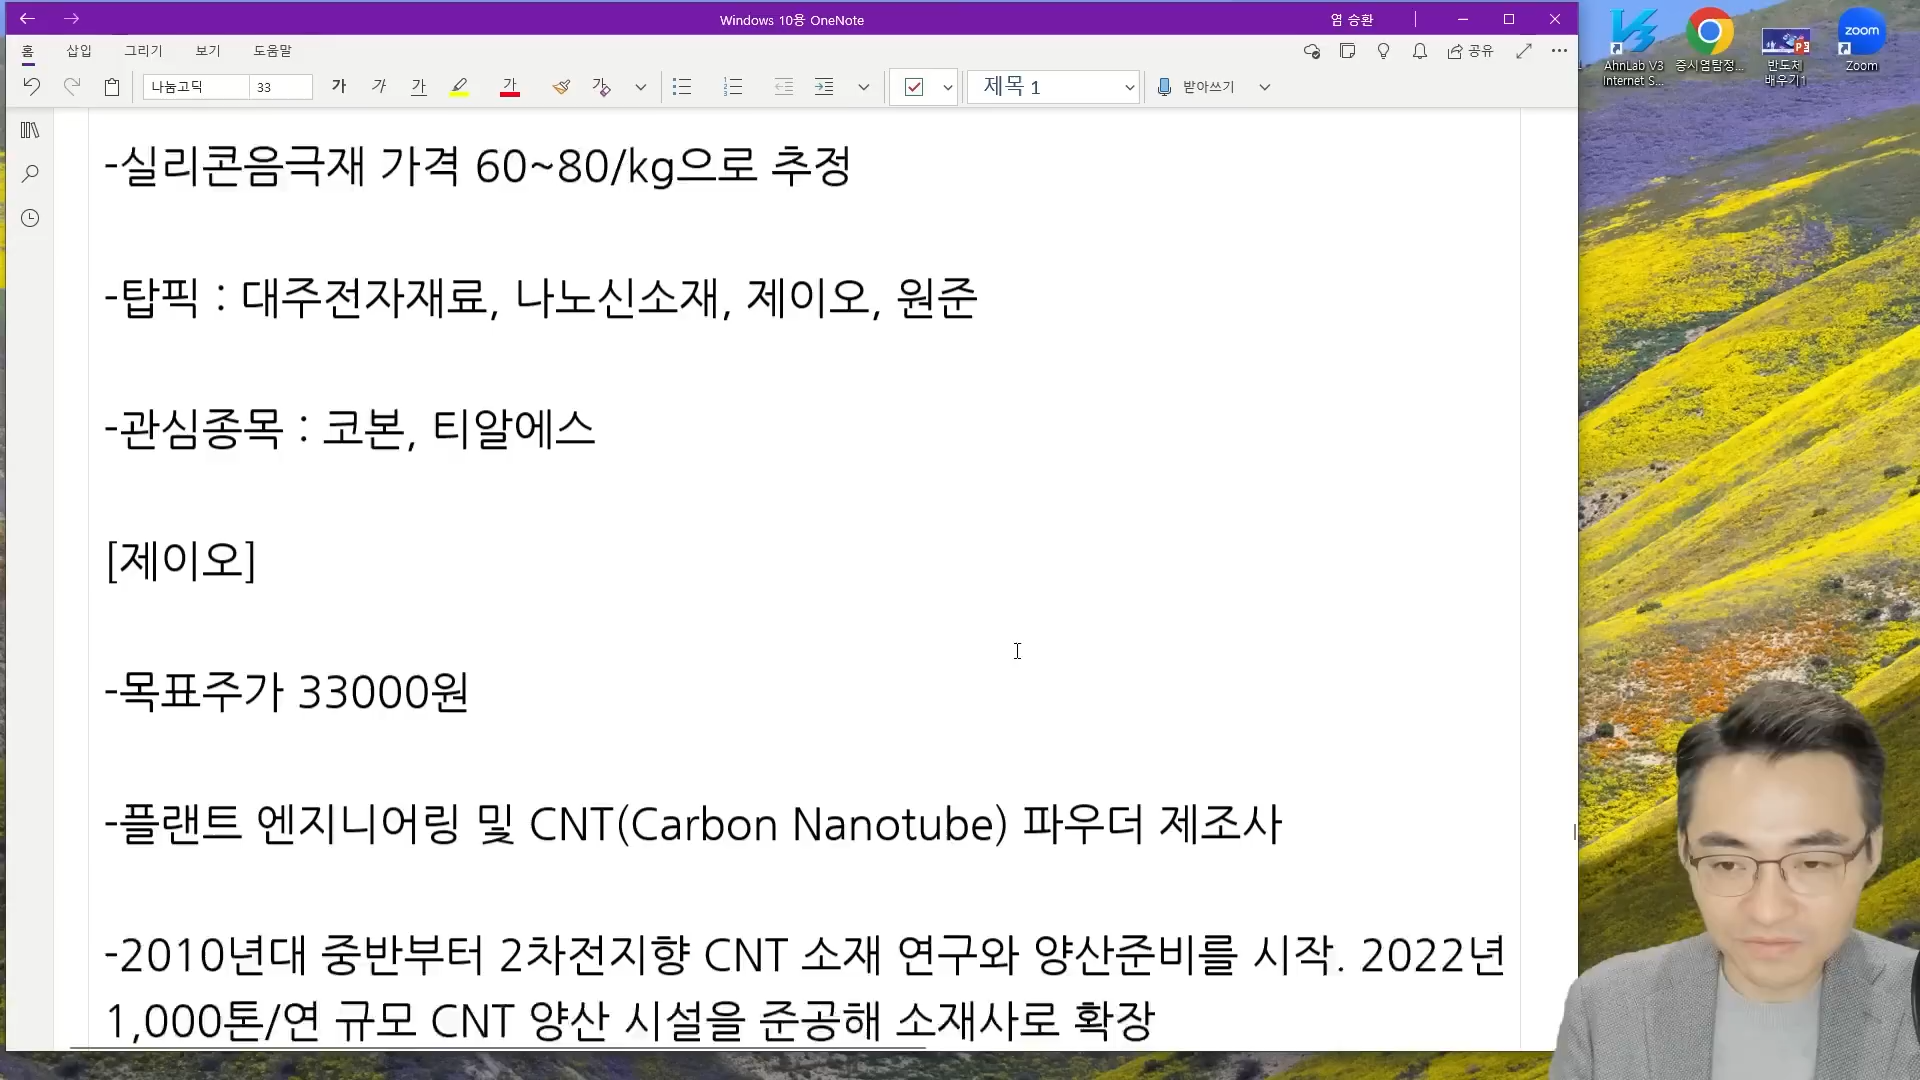 Windows 10용 OneNote
염 승환
홈 삽입 그리기 보기 도움말
공유
나눔고딕 33 가 가 가 가 가 제목 1 받아쓰기
-실리콘음극재 가격 60~80/kg으로 추정
-탑픽 : 대주전자재료, 나노신소재, 제이오, 원준
-관심종목 : 코본, 티알에스
[제이오]
-목표주가 33000원
-플랜트 엔지니어링 및 CNT(Carbon Nanotube) 파우더 제조사
-2010년대 중반부터 2차전지향 CNT 소재 연구와 양산준비를 시작. 2022년
1,000톤/연 규모 CNT 양산 시설을 준공해 소재사로 확장
AhnLab V3
Internet S...
증시염탐정...
반도체
배우기1
zoom
Zoom